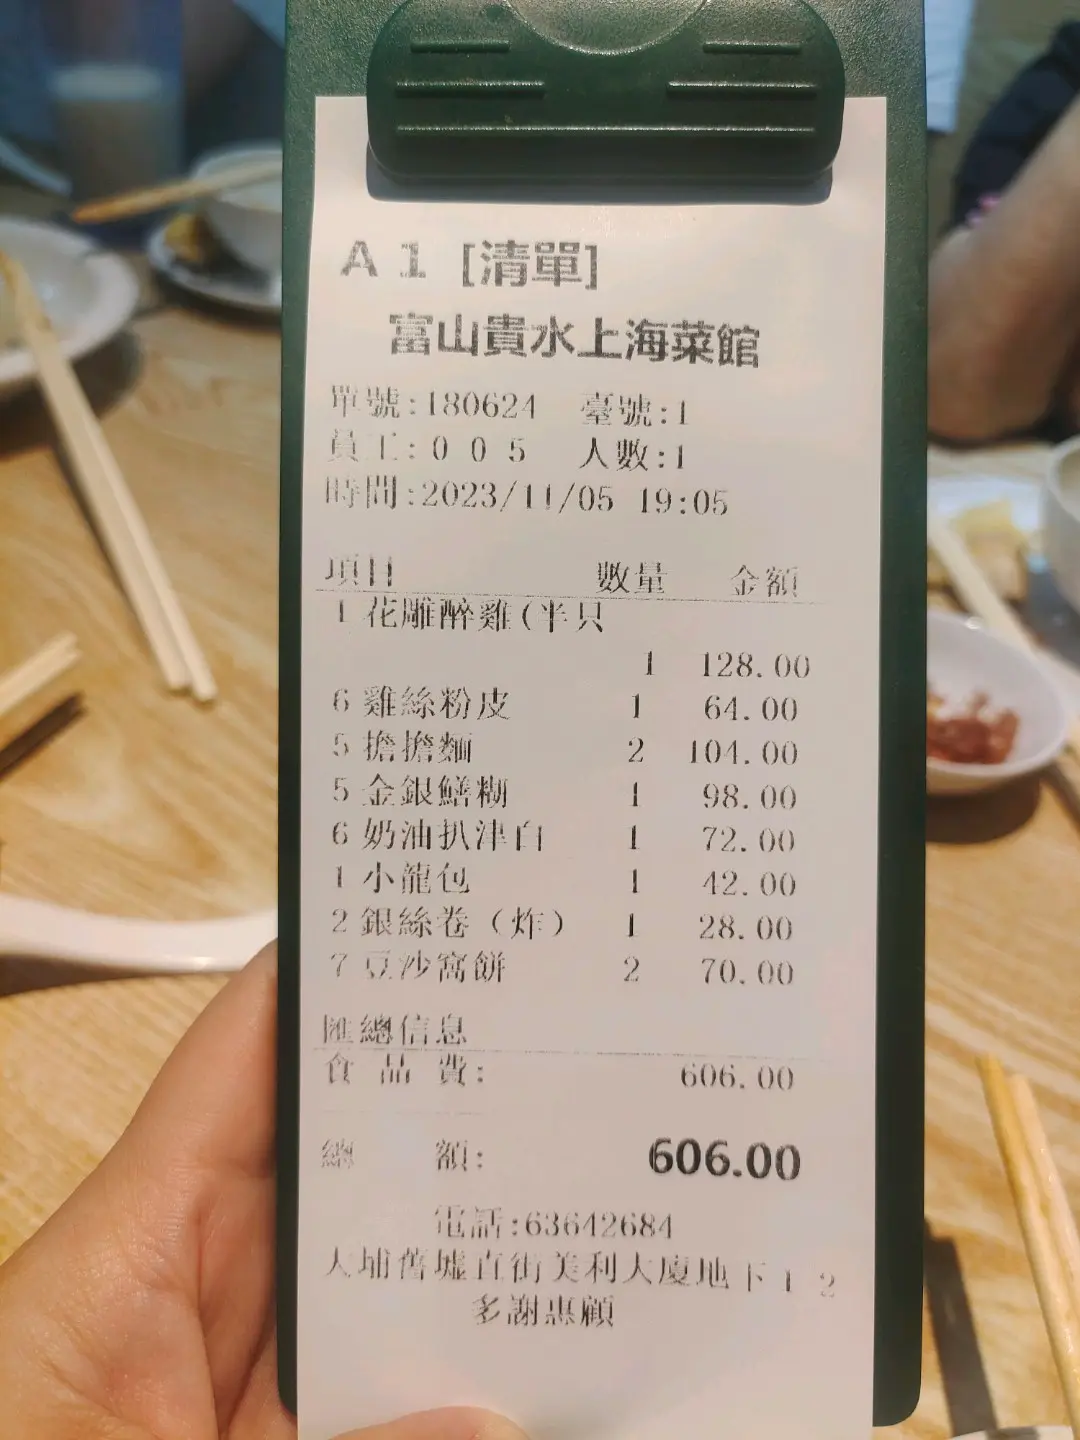 A 1 [清單]
富山貴水上海菜館
單號:180624 臺號:1
員工:0 0 5 人數:1
時間:2023/11/05 19:05
項目 數量 金額
1 花雕醉雞(半只
1 128.00
6 雞絲粉皮 1 64.00
5 擔擔麵 2 104.00
5 金銀鱔糊 1 98.00
6 奶油扒津白 1 72.00
1 小龍包 1 42.00
2 銀絲卷（炸） 1 28.00
7 豆沙窩餅 2 70.00
匯總信息
食 品 費: 606.00
總 額: 606.00
電話:63642684
大埔舊墟直街美利大廈地下12
多謝惠顧